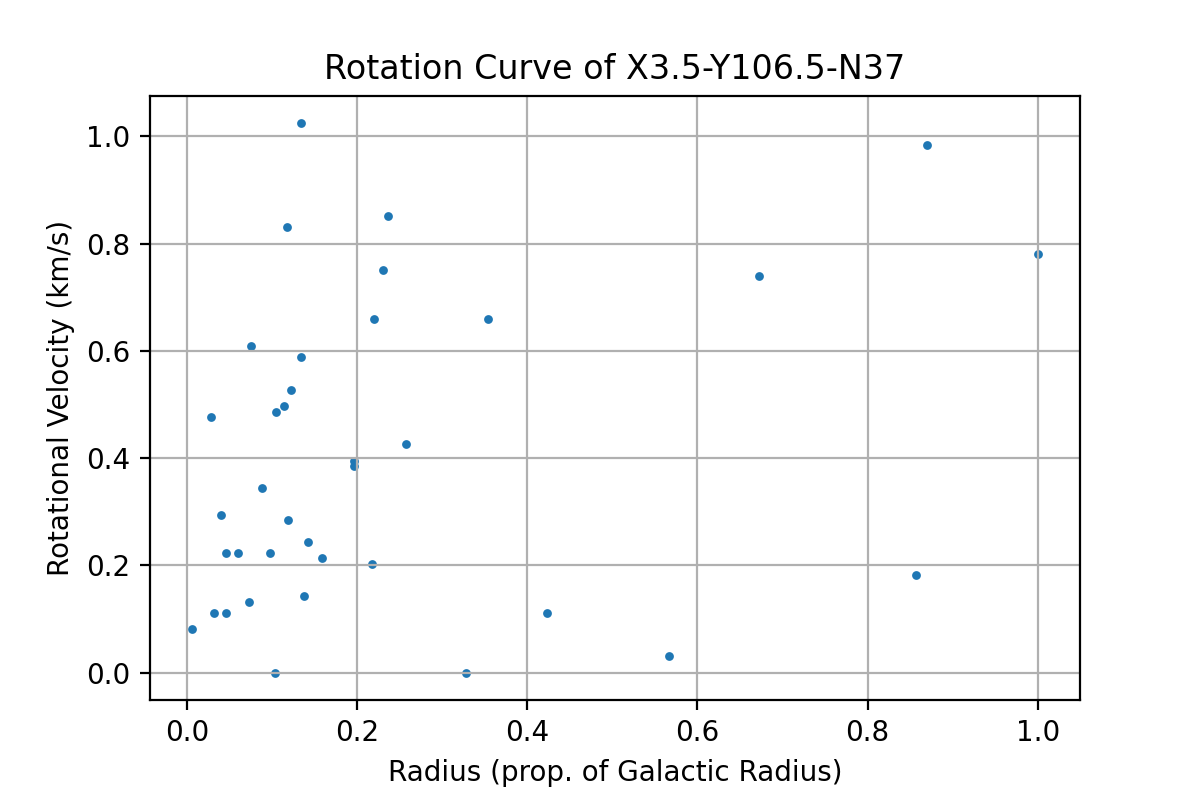 Rotation Curve of X3.5-Y106.5-N37
Rotational Velocity (km/s)
1.0
0.8
0.6
0.4
0.2
0.0
0.0 0.2 0.4 0.6 0.8 1.0
Radius (prop. of Galactic Radius)